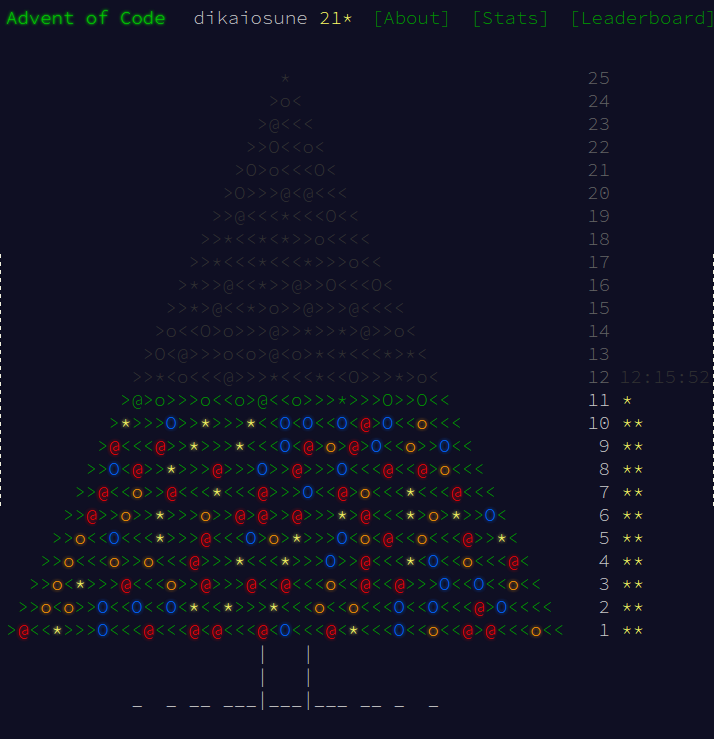 Advent of Code dikaiosune 21* [About] [Stats] [Leaderboard]
* 25
>o< 24
>@<<< 23
>>O<<o< 22
>O>o<<<O< 21
>O>>>@<@<<< 20
>>@<<<*<<<O<< 19
>>*<<*<*>>o<<<< 18
>>*<<<*<<<*>>>o<< 17
>>*>>@<<*>>@>>O<<<O< 16
>>*>@<<*>o>@>>>@<<<< 15
>o<<O>o>>>@>>*>>*>@>>o< 14
>O<@>>>o<o<@<o>*<*<<*>*< 13
>>*<o<<<@>>>*<<*<<O>>>*>o< 12 12:15:52
>@>o>>>o<<o>@<<o>>>*>>>O>>O<< 11 *
>*>>>O>>*>>>*<<O<O<<O<@>O<<o<<< 10 **
>@<<<@>>*>>>*<<<O<@>o>@>O<<o>>O<< 9 **
>>O<@>>*>>>@>>>O>>@>>>O<<<@<<@>o<<< 8 **
>>@<<o>>@<<<*<<<@>>>O<<@>o<<<*<<<@<<< 7 **
>>@>>o>>*>>>o>>@<@>>@>>>*>@<<<*>o>*>>O< 6 **
>>o<<O<<<*>>>@<<<O>o>*>>>O<o<@<<o<<<@>>*< 5 **
>>o<<<o>>o<<<@>>>*<<<*>>>O>>@<<<*<O<<o<<<@< 4 **
>>o<*>>>@<<<o>>@>>>@<<@<<<o<<@<<@>>>O<<O<<o<< 3 **
>>o<o>>O<<O<<O<*<<*>>>*>>>o<<o<<<O<<O<<<@>O<<<< 2 **
>@<<*>>>O<<<@<<<@<@<<<@<O<<<@<*<<<O<<o<<@>@<<<o<< 1 **
| |
| |
_ _ __ ___|___|___ __ _ _